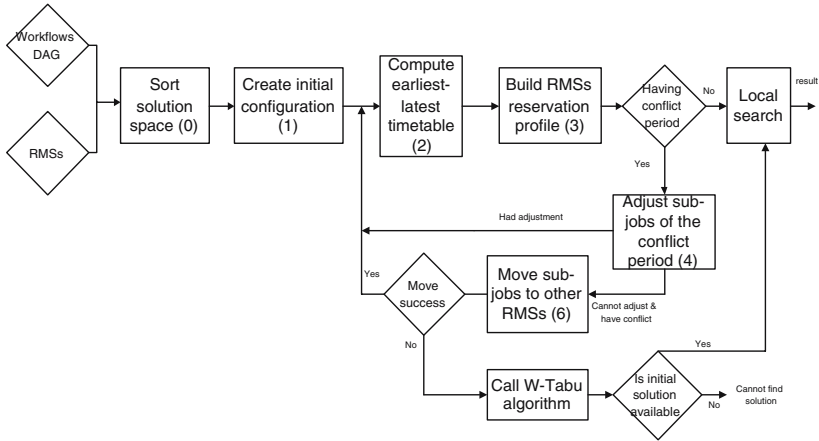 Workflows
DAG
RMSs
Sort
solution
space (0)
Create initial
configuration
(1)
Compute
earliest-
latest
timetable
(2)
Build RMSs
reservation
profile (3)
Having
conflict
period
No
Local
search
result
Yes
Adjust sub-
jobs of the
conflict
period (4)
Had adjustment
Cannot adjust &
have conflict
Move sub-
jobs to other
RMSs (6)
Move
success
Yes
No
Call W-Tabu
algorithm
Is initial
solution
available
Yes
No
Cannot find
solution